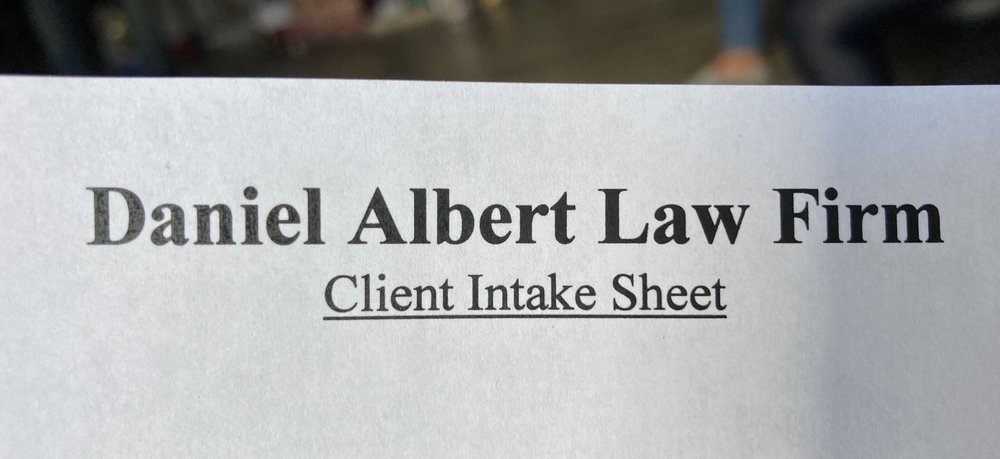 Daniel Albert Law Firm
Client Intake Sheet